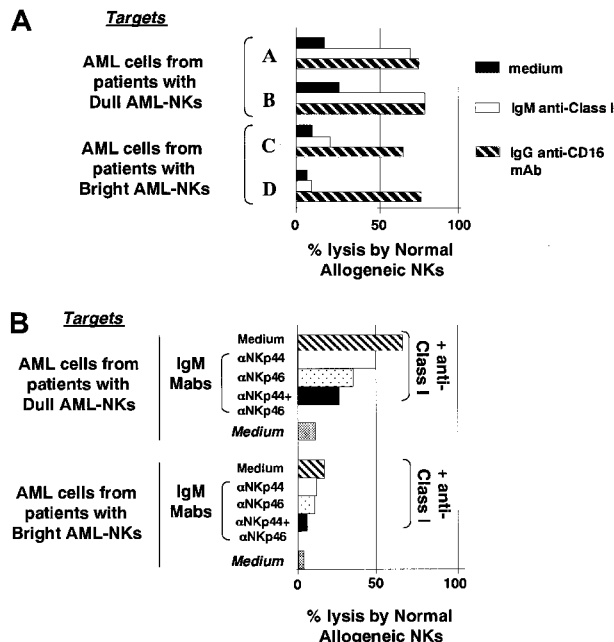 A
Targets
AML cells from
patients with
Dull AML-NKs
A
B
AML cells from
patients with
Bright AML-NKs
C
D
medium
IgM anti-Class I
IgG anti-CD16
mAb
0
50
100
% lysis by Normal
Allogeneic NKs
B
Targets
AML cells from
patients with
Dull AML-NKs
IgM
Mabs
Medium
αNKp44
αNKp46
αNKp44+
αNKp46
Medium
+ anti-
Class I
AML cells from
patients with
Bright AML-NKs
IgM
Mabs
Medium
αNKp44
αNKp46
αNKp44+
αNKp46
Medium
+ anti-
Class I
0
50
100
% lysis by Normal
Allogeneic NKs